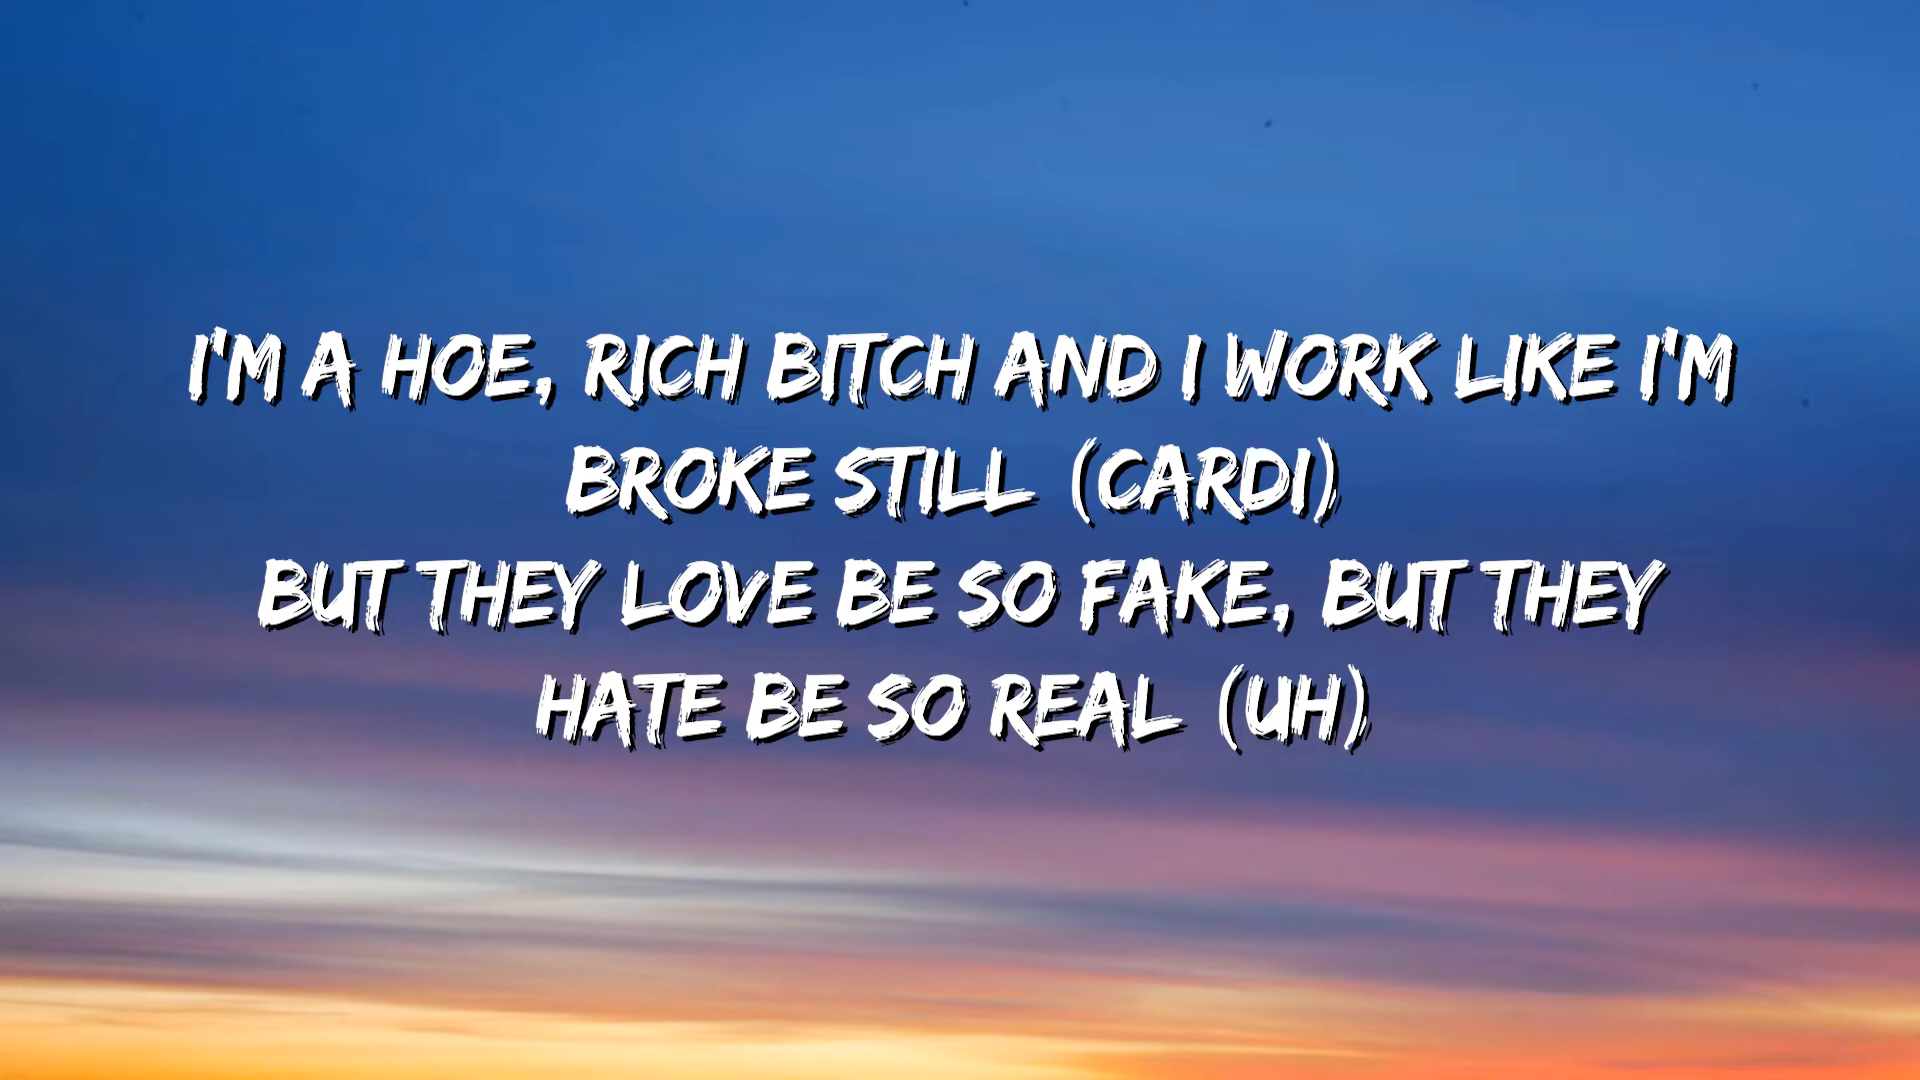 I'M A HOE, RICH BITCH AND I WORK LIKE I'M
BROKE STILL (CARDI)
BUT THEY LOVE BE SO FAKE, BUT THEY
HATE BE SO REAL (UH)